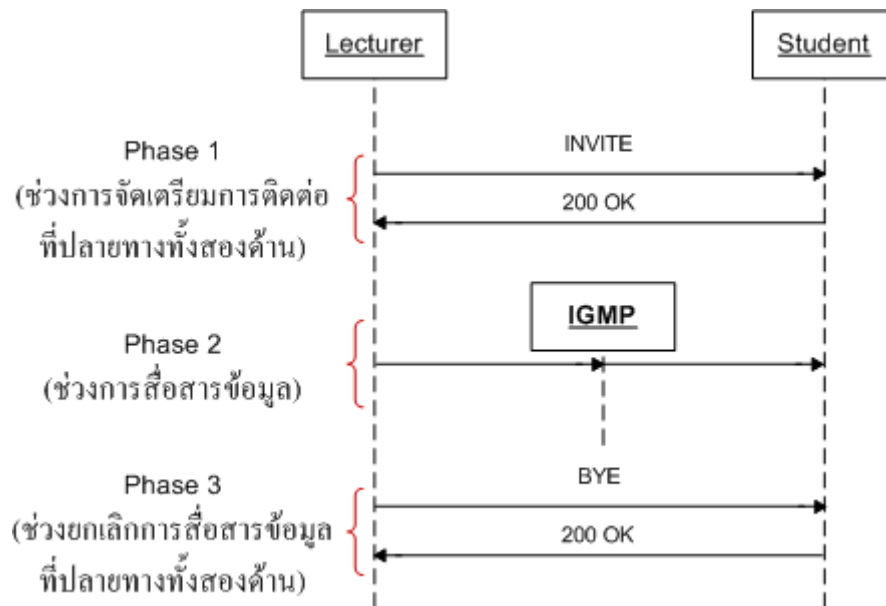 Lecturer
Student
Phase 1
(ช่วงการจัดเตรียมการติดต่อ
ที่ปลายทางทั้งสองด้าน)
INVITE
200 OK
IGMP
Phase 2
(ช่วงการสื่อสารข้อมูล)
Phase 3
(ช่วงยกเลิกการสื่อสารข้อมูล
ที่ปลายทางทั้งสองด้าน)
BYE
200 OK